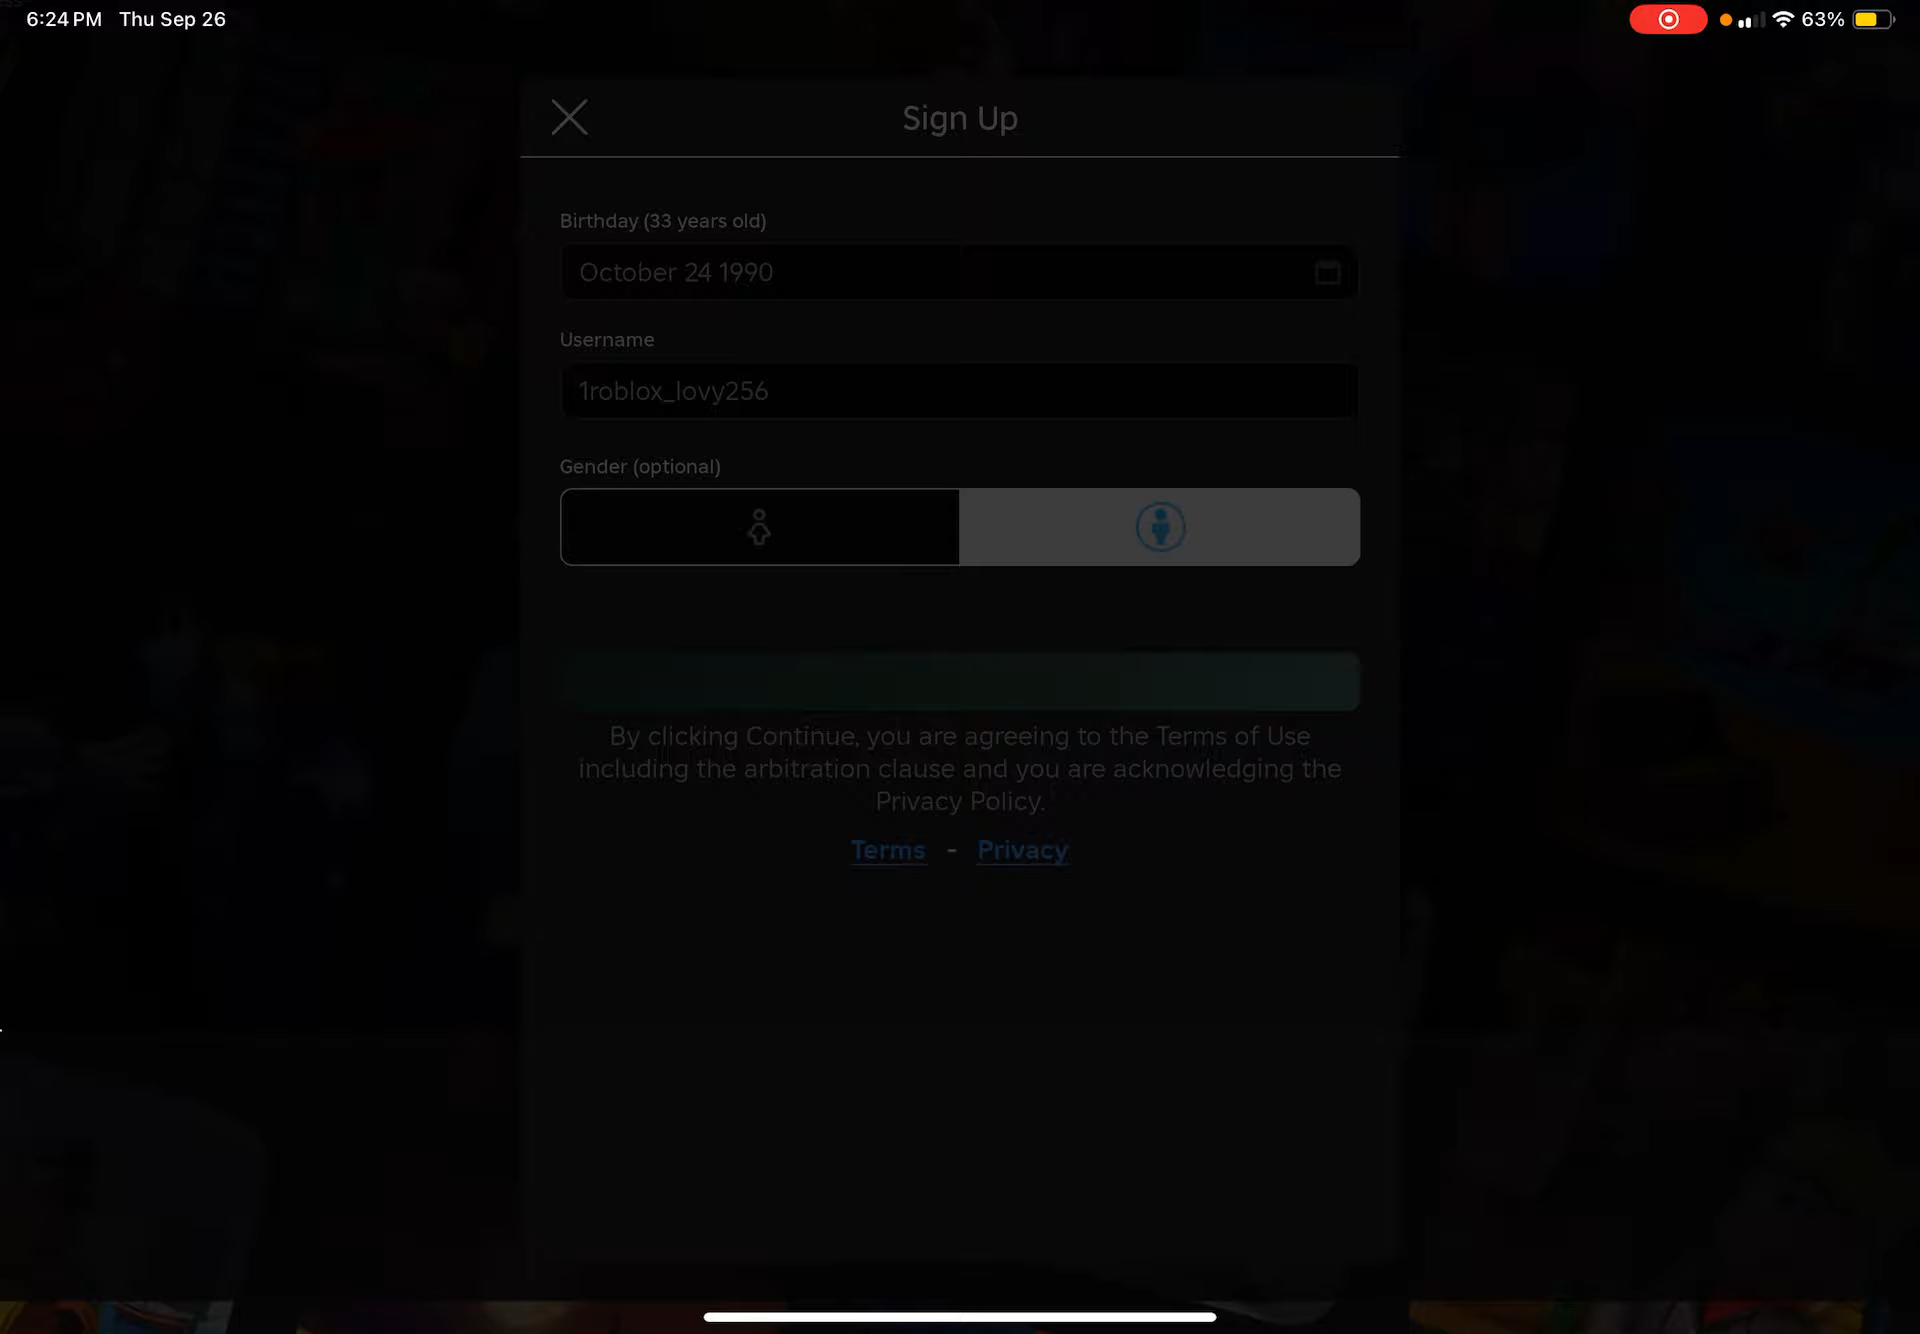 6:24 PM Thu Sep 26
63%
Sign Up
Birthday (33 years old)
October 24 1990
Username
1roblox_lovy256
Gender (optional)
By clicking Continue, you are agreeing to the Terms of Use
including the arbitration clause and you are acknowledging the
Privacy Policy.
Terms - Privacy